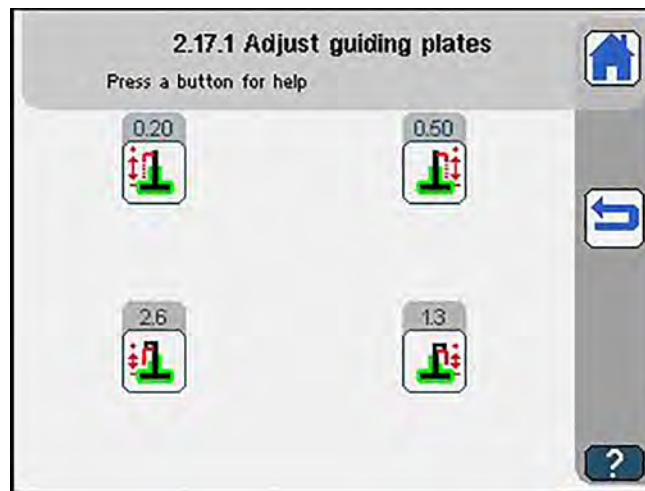 2.17.1 Adjust guiding plates
Press a button for help
0.20
0.50
2.6
1.3
?